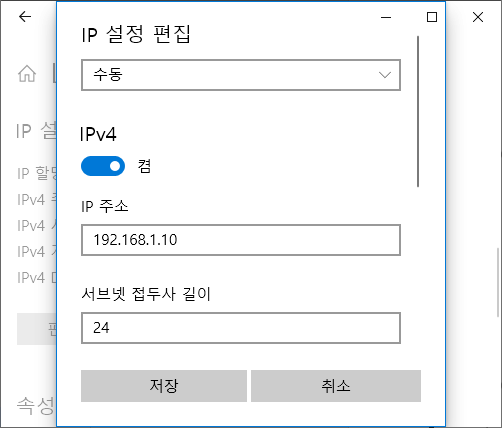 IP 설정 편집
수동
IPv4
켬
IP 주소
192.168.1.10
서브넷 접두사 길이
24
저장
취소
IP 설
IP 할당
IPv4
IPv4
IPv4
IPv4
속성